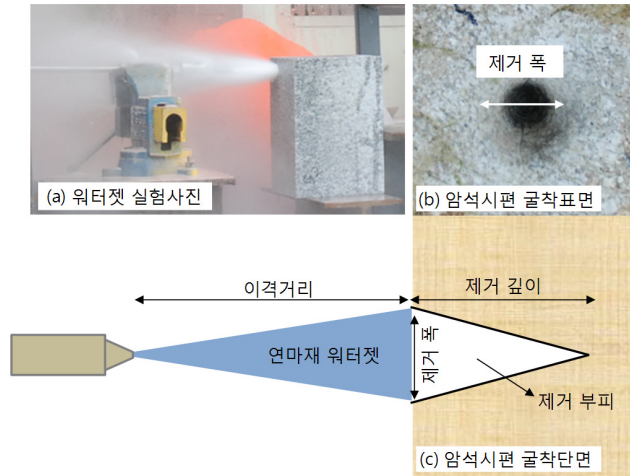 제거 폭
(a) 워터젯 실험사진
(b) 암석시편 굴착표면
이격거리
제거 깊이
연마재 워터젯
제거 폭
제거 부피
(c) 암석시편 굴착단면